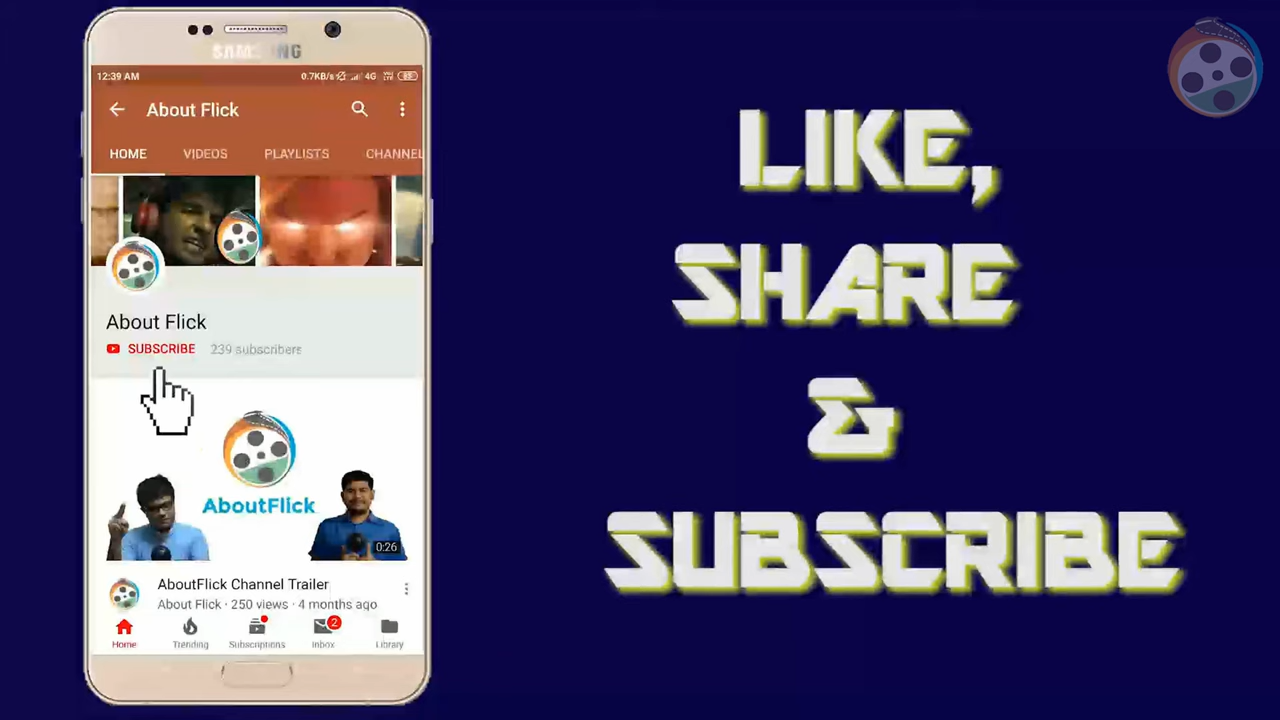 SAMSUNG
12:39 AM 0.7KB/s 4G
About Flick
HOME VIDEOS PLAYLISTS CHANNEL
About Flick
SUBSCRIBE 239 subscribers
AboutFlick
0:26
AboutFlick Channel Trailer
About Flick · 250 views · 4 months ago
2
Home Trending Subscriptions Inbox Library
LIKE,
SHARE
&
SUBSCRIBE